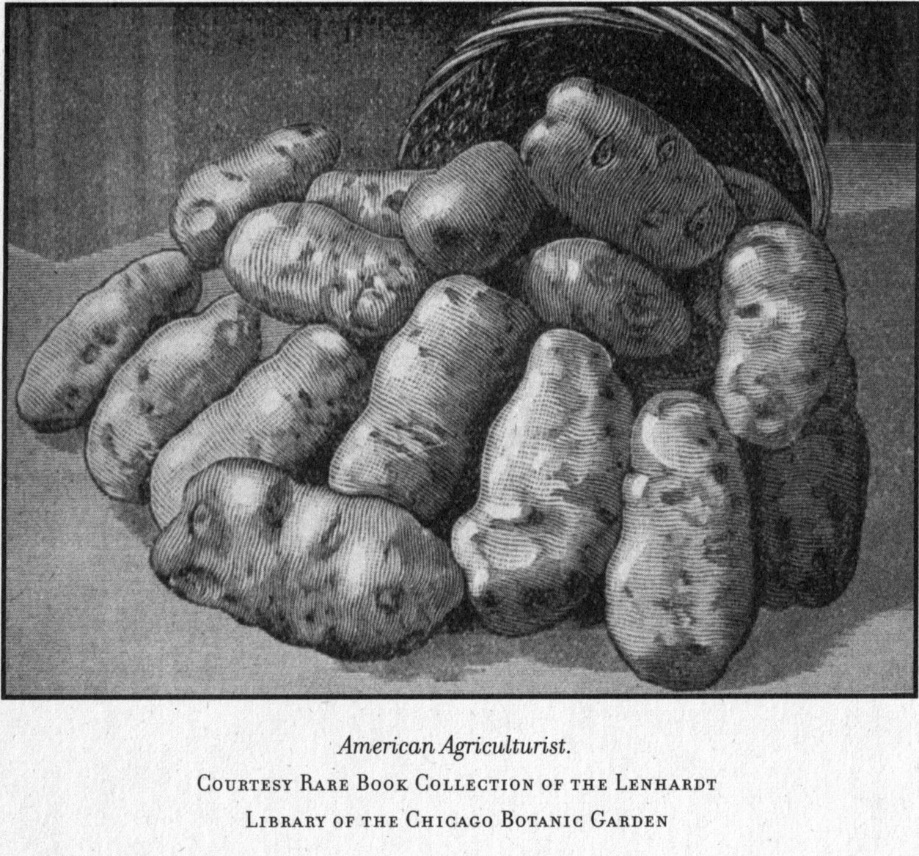 American Agriculturist.
Courtesy Rare Book Collection of the Lenhardt
Library of the Chicago Botanic Garden